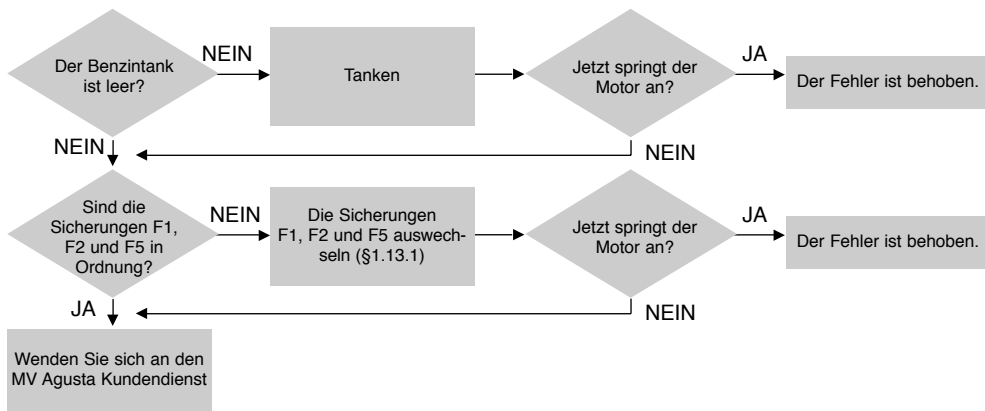 Der Benzintank
ist leer?
NEIN
Tanken
Jetzt springt der
Motor an?
JA
Der Fehler ist behoben.
NEIN
NEIN
Sind die
Sicherungen F1,
F2 und F5 in
Ordnung?
NEIN
Die Sicherungen
F1, F2 und F5 auswech-
seln (§1.13.1)
Jetzt springt der
Motor an?
JA
Der Fehler ist behoben.
JA
NEIN
Wenden Sie sich an den
MV Agusta Kundendienst